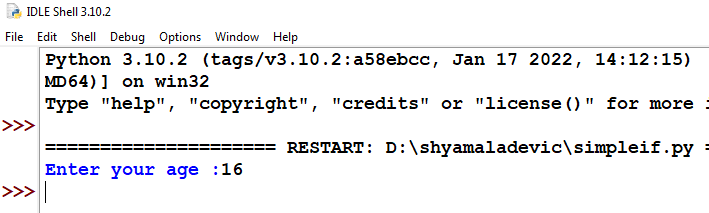 IDLE Shell 3.10.2
File Edit Shell Debug Options Window Help
Python 3.10.2 (tags/v3.10.2:a58ebcc, Jan 17 2022, 14:12:15)
MD64)] on win32
Type "help", "copyright", "credits" or "license()" for more
>>>
===================== RESTART: D:\shyamaladevic\simpleif.py =
Enter your age :16
>>>